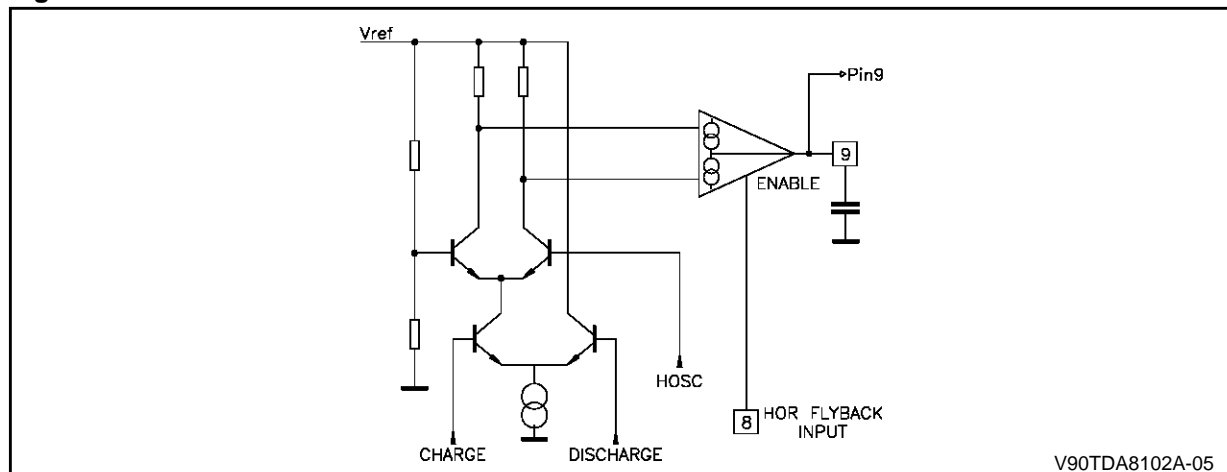 Vref
Pin9
9
ENABLE
HOSC
8
HOR FLYBACK
INPUT
CHARGE
DISCHARGE
V90TDA8102A-05